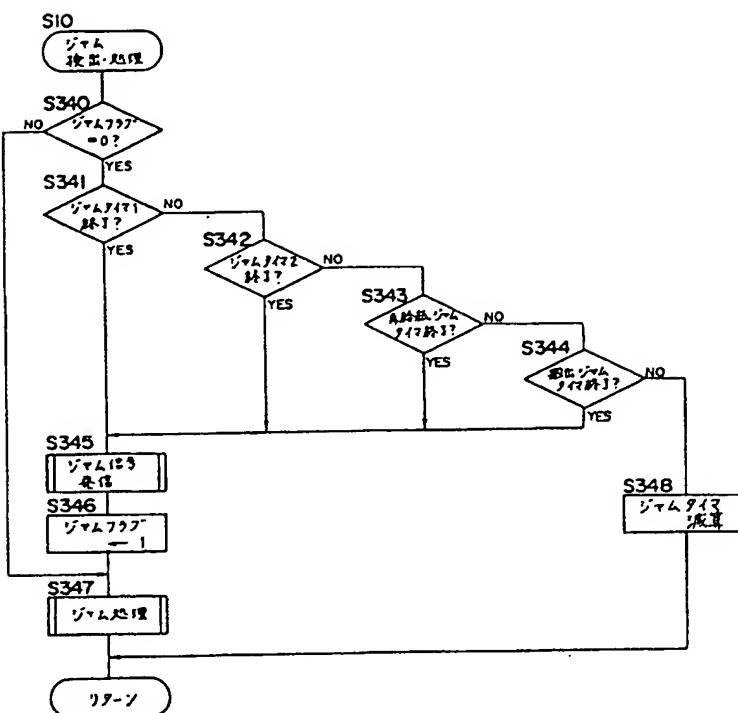 S10
ジャム
検出・処理
S340
ジャムフラグ
=0?
NO
YES
S341
ジャムタイマ1
終了?
NO
YES
S342
ジャムタイマ2
終了?
NO
YES
S343
再給紙ジャム
タイマ終了?
NO
YES
S344
排出ジャム
タイマ終了?
NO
YES
S345
ジャム信号
発信
S346
ジャムフラグ
← 1
S347
ジャム処理
S348
ジャムタイマ
減算
リターン